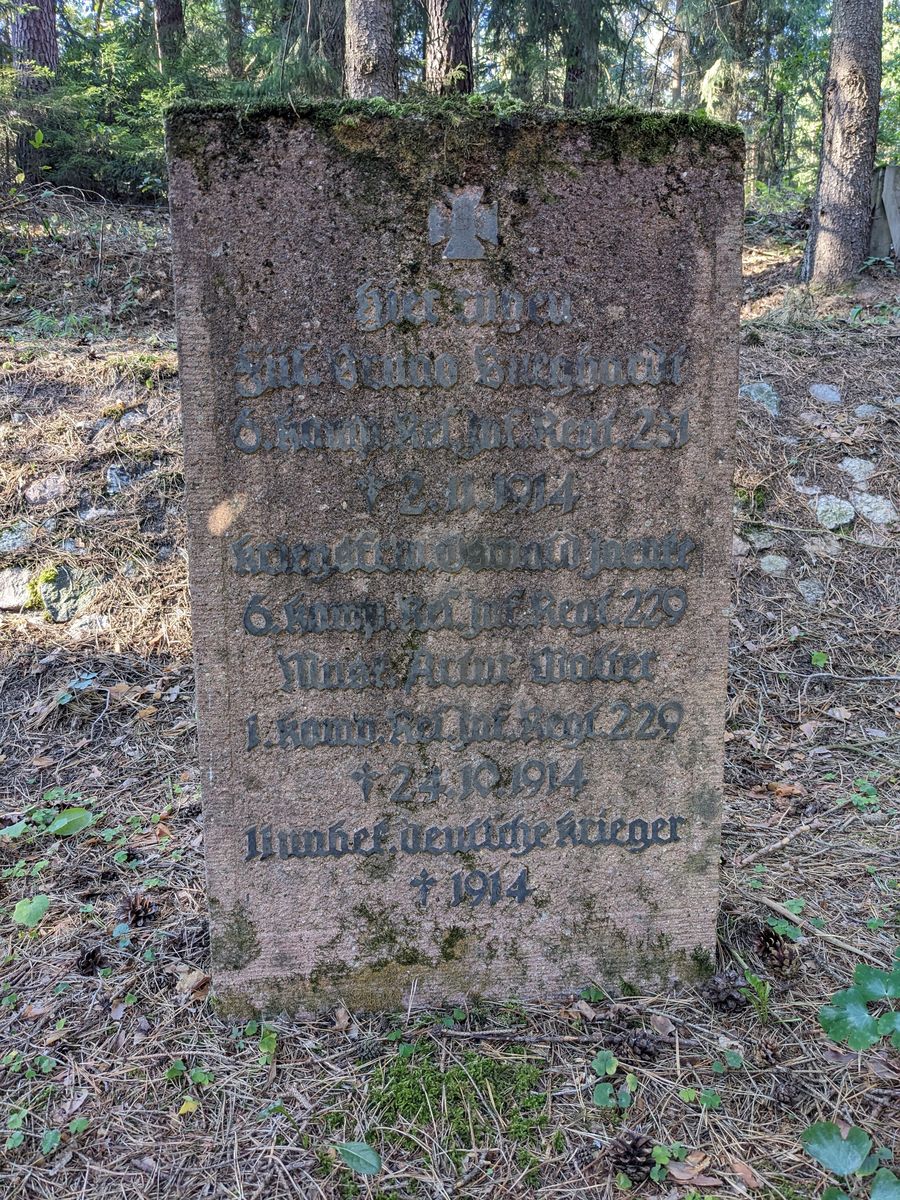 Hier ruhen
Füs. Bruno Burghardt
6. Komp. Res. Inf. Regt. 231
† 2.11.1914
Kriegsfrw. Oswald
6. Komp. Res. Inf. Regt. 229
Musk. Artur Walter
1. Komp. Res. Inf. Regt. 229
† 24.10.1914
11 unbek. deutsche Krieger
† 1914